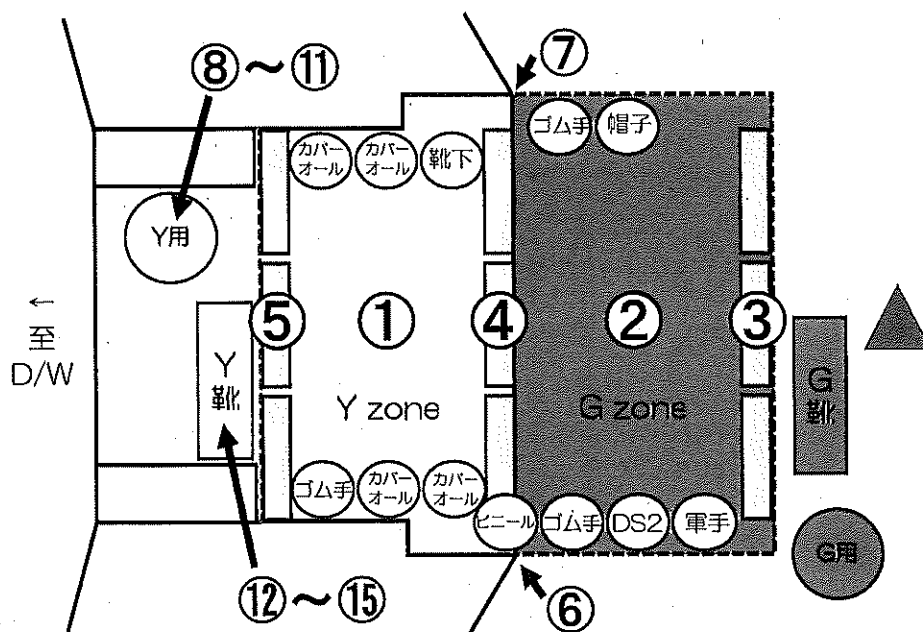 ⑧～⑪
⑦
ゴム手
帽子
カバー
オール
カバー
オール
靴下
Y用
←
至
D/W
⑤
①
④
②
③
Y
靴
Y zone
G zone
G
靴
ゴム手
カバー
オール
カバー
オール
ビニール
ゴム手
DS2
軍手
G用
⑫～⑮
⑥